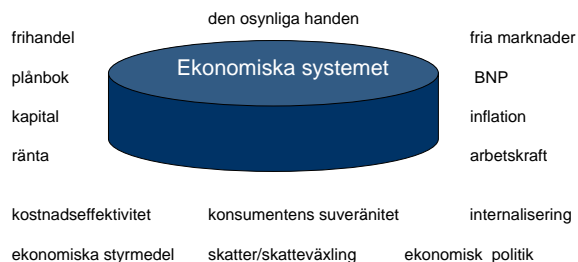 den osynliga handen
frihandel fria marknader
Ekonomiska systemet
plånbok BNP
kapital inflation
ränta arbetskraft
kostnadseffektivitet konsumentens suveränitet internalisering
ekonomiska styrmedel skatter/skatteväxling ekonomisk politik